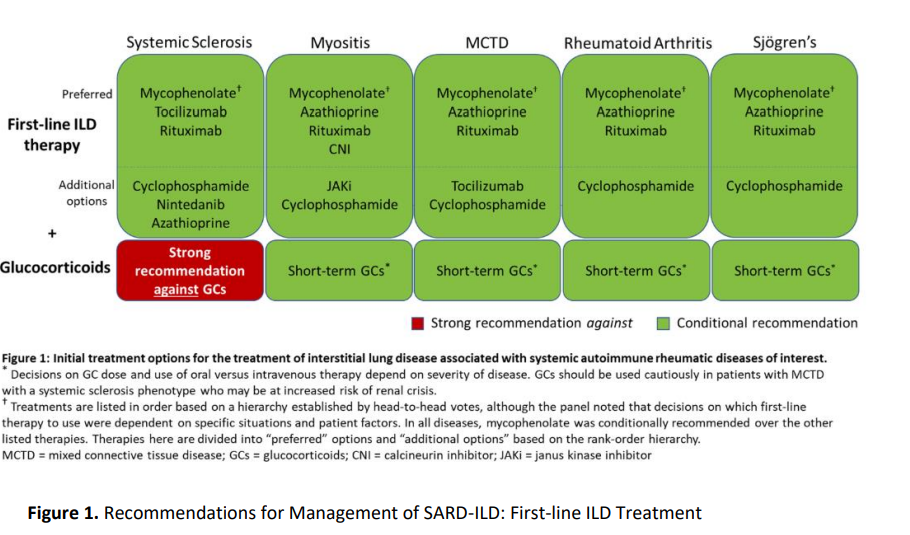 Systemic Sclerosis Myositis MCTD Rheumatoid Arthritis Sjögren's
Preferred
First-line ILD
therapy
Additional
options
+
Glucocorticoids
Mycophenolate†
Tocilizumab
Rituximab
Cyclophosphamide
Nintedanib
Azathioprine
Strong
recommendation
against GCs
Mycophenolate†
Azathioprine
Rituximab
CNI
JAKi
Cyclophosphamide
Short-term GCs*
Mycophenolate†
Azathioprine
Rituximab
Tocilizumab
Cyclophosphamide
Short-term GCs*
Mycophenolate†
Azathioprine
Rituximab
Cyclophosphamide
Short-term GCs*
Mycophenolate†
Azathioprine
Rituximab
Cyclophosphamide
Short-term GCs*
Strong recommendation against Conditional recommendation
Figure 1: Initial treatment options for the treatment of interstitial lung disease associated with systemic autoimmune rheumatic diseases of interest.
* Decisions on GC dose and use of oral versus intravenous therapy depend on severity of disease. GCs should be used cautiously in patients with MCTD
with a systemic sclerosis phenotype who may be at increased risk of renal crisis.
† Treatments are listed in order based on a hierarchy established by head-to-head votes, although the panel noted that decisions on which first-line
therapy to use were dependent on specific situations and patient factors. In all diseases, mycophenolate was conditionally recommended over the other
listed therapies. Therapies here are divided into “preferred” options and “additional options” based on the rank-order hierarchy.
MCTD = mixed connective tissue disease; GCs = glucocorticoids; CNI = calcineurin inhibitor; JAKi = janus kinase inhibitor
Figure 1. Recommendations for Management of SARD-ILD: First-line ILD Treatment